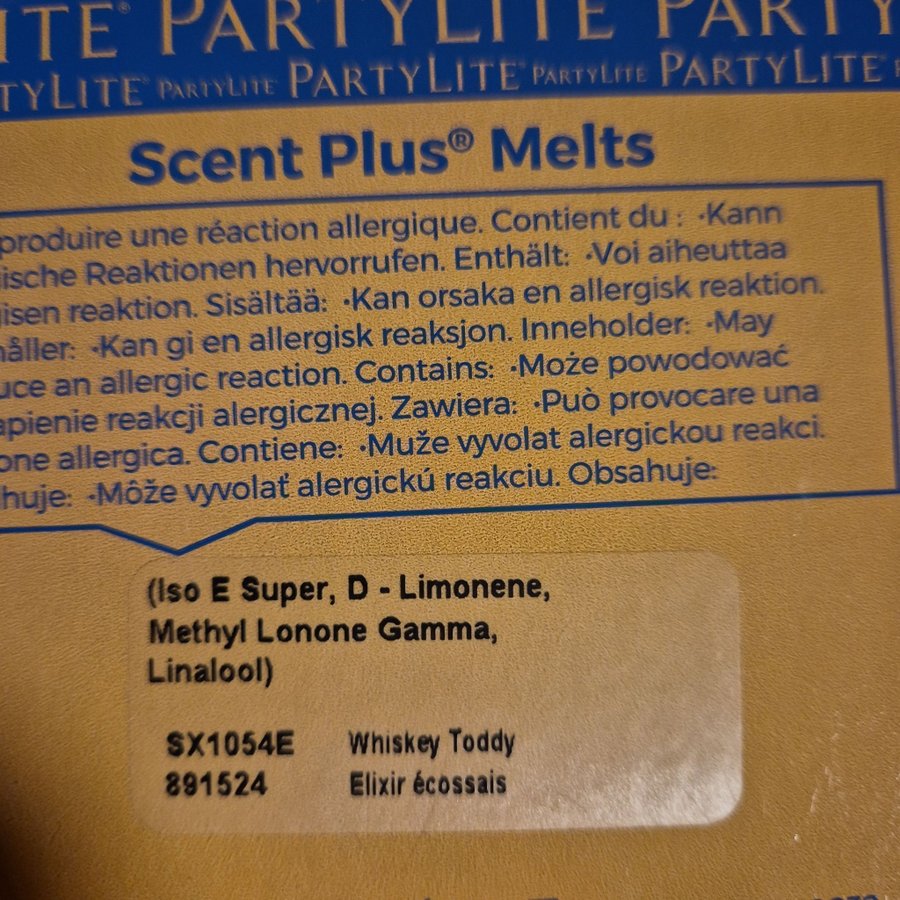 ITE® PARTYLITE PARTY
TYLITE® PARTYLITE PARTYLITE® PARTYLITE PARTYLITE®
Scent Plus® Melts
produire une réaction allergique. Contient du : •Kann
ische Reaktionen hervorrufen. Enthält: •Voi aiheuttaa
isen reaktion. Sisältää: •Kan orsaka en allergisk reaktion.
åller: •Kan gi en allergisk reaksjon. Inneholder: •May
uce an allergic reaction. Contains: •Może powodować
apienie reakcji alergicznej. Zawiera: •Può provocare una
one allergica. Contiene: •Muže vyvolat alergickou reakci.
huje: •Môže vyvolať alergickú reakciu. Obsahuje:
(Iso E Super, D - Limonene,
Methyl Lonone Gamma,
Linalool)
SX1054E Whiskey Toddy
891524 Elixir écossais